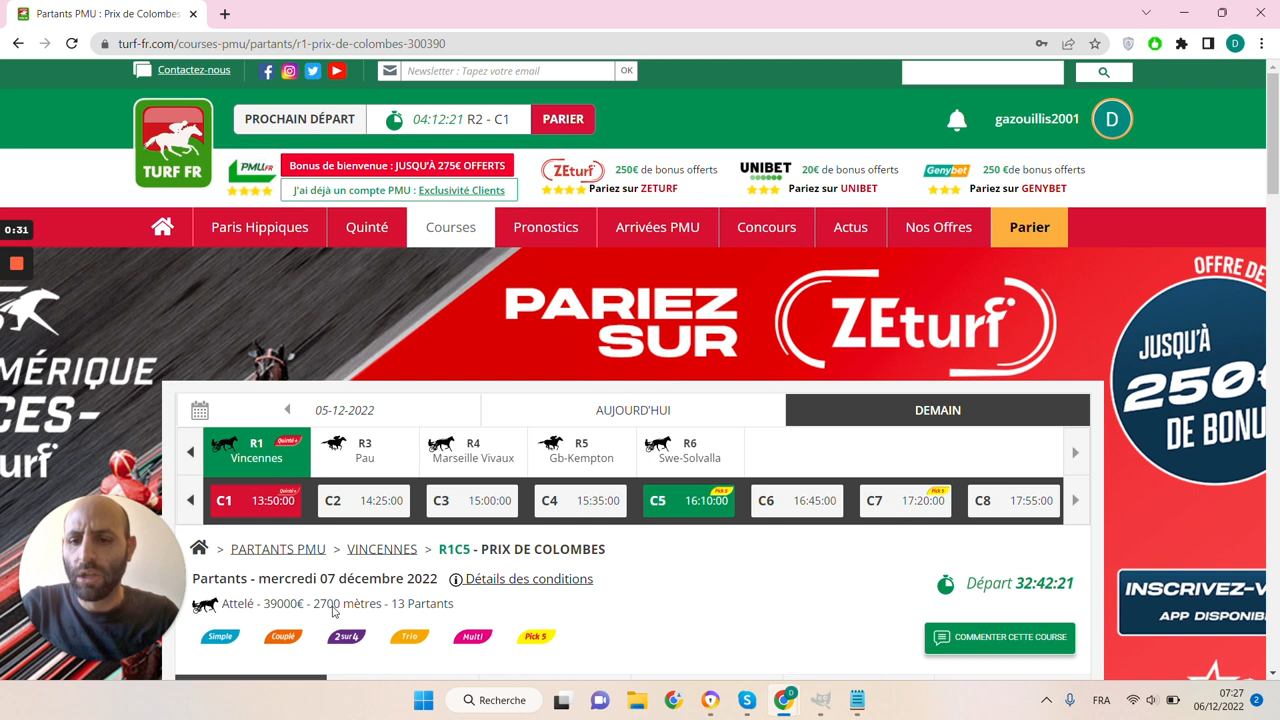 Partants PMU : Prix de Colombes
turf-fr.com/courses-pmu/partants/r1-prix-de-colombes-300390
D
Contactez-nous
Newsletter : Tapez votre email
OK
TURF FR
PROCHAIN DÉPART
04:12:21 R2 - C1
PARIER
gazouillis2001
D
PMU FR
Bonus de bienvenue : JUSQU'À 275€ OFFERTS
J'ai déjà un compte PMU : Exclusivité Clients
ZEturf
250€ de bonus offerts
Pariez sur ZETURF
UNIBET
20€ de bonus offerts
Pariez sur UNIBET
Genybet
250 €de bonus offerts
Pariez sur GENYBET
0:31
Paris Hippiques
Quinté
Courses
Pronostics
Arrivées PMU
Concours
Actus
Nos Offres
Parier
MÉRIQUE
CES-
urf
PARIEZ
SUR
ZEturf
OFFRE DE
JUSQU'À
250€
DE BONU
INSCRIVEZ-V
APP DISPONIB
05-12-2022
AUJOURD'HUI
DEMAIN
R1 Quinté+
Vincennes
R3
Pau
R4
Marseille Vivaux
R5
Gb-Kempton
R6
Swe-Solvalla
C1 13:50:00 Quinté+
C2 14:25:00
C3 15:00:00
C4 15:35:00
C5 16:10:00 Pick 5
C6 16:45:00
C7 17:20:00 Pick 5
C8 17:55:00
> PARTANTS PMU > VINCENNES > R1C5 - PRIX DE COLOMBES
Partants - mercredi 07 décembre 2022
Détails des conditions
Attelé - 39000€ - 2700 mètres - 13 Partants
Départ 32:42:21
Simple
Couplé
2sur4
Trio
Multi
Pick 5
COMMENTER CETTE COURSE
Recherche
D
FRA
07:27
06/12/2022
2